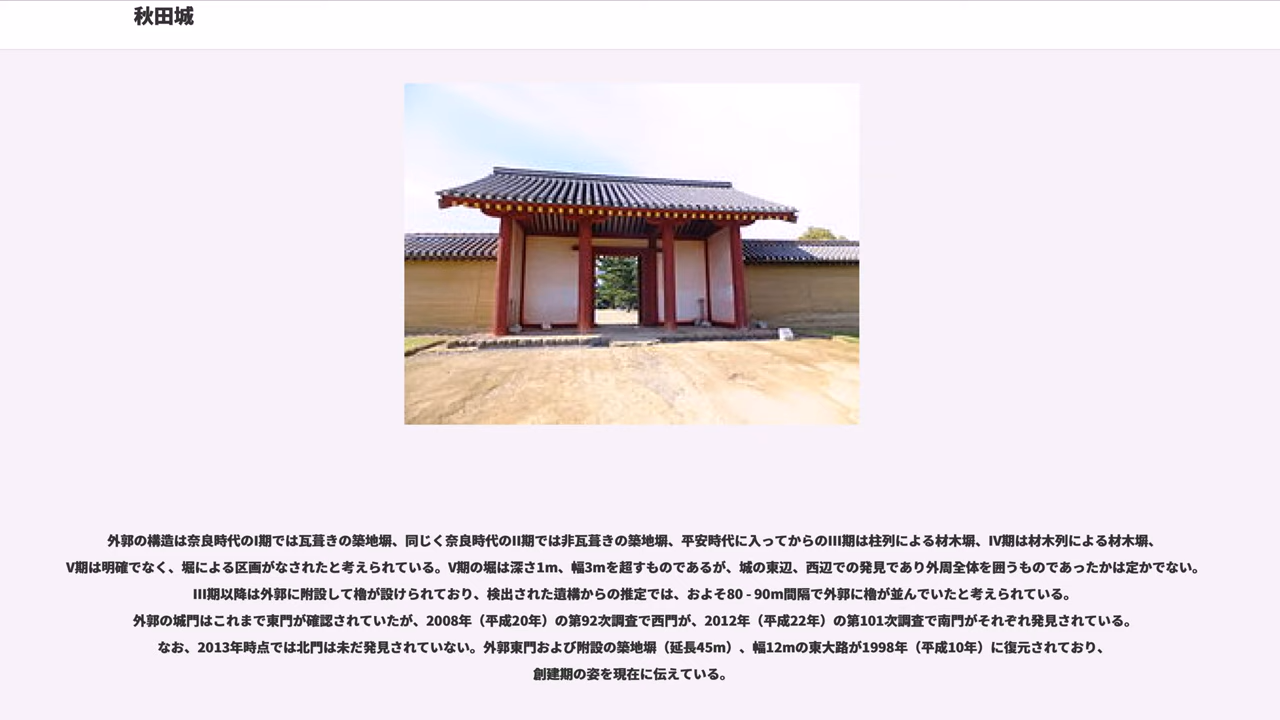 秋田城
外郭の構造は奈良時代のI期では瓦葺きの築地塀、同じく奈良時代のII期では非瓦葺きの築地塀、平安時代に入ってからのIII期は柱列による材木塀、IV期は材木列による材木塀、
V期は明確でなく、堀による区画がなされたと考えられている。V期の堀は深さ1m、幅3mを超すものであるが、城の東辺、西辺での発見であり外周全体を囲うものであったかは定かでない。
III期以降は外郭に附設して櫓が設けられており、検出された遺構からの推定では、およそ80 - 90m間隔で外郭に櫓が並んでいたと考えられている。
外郭の城門はこれまで東門が確認されていたが、2008年（平成20年）の第92次調査で西門が、2012年（平成22年）の第101次調査で南門がそれぞれ発見されている。
なお、2013年時点では北門は未だ発見されていない。外郭東門および附設の築地塀（延長45m）、幅12mの東大路が1998年（平成10年）に復元されており、
創建期の姿を現在に伝えている。